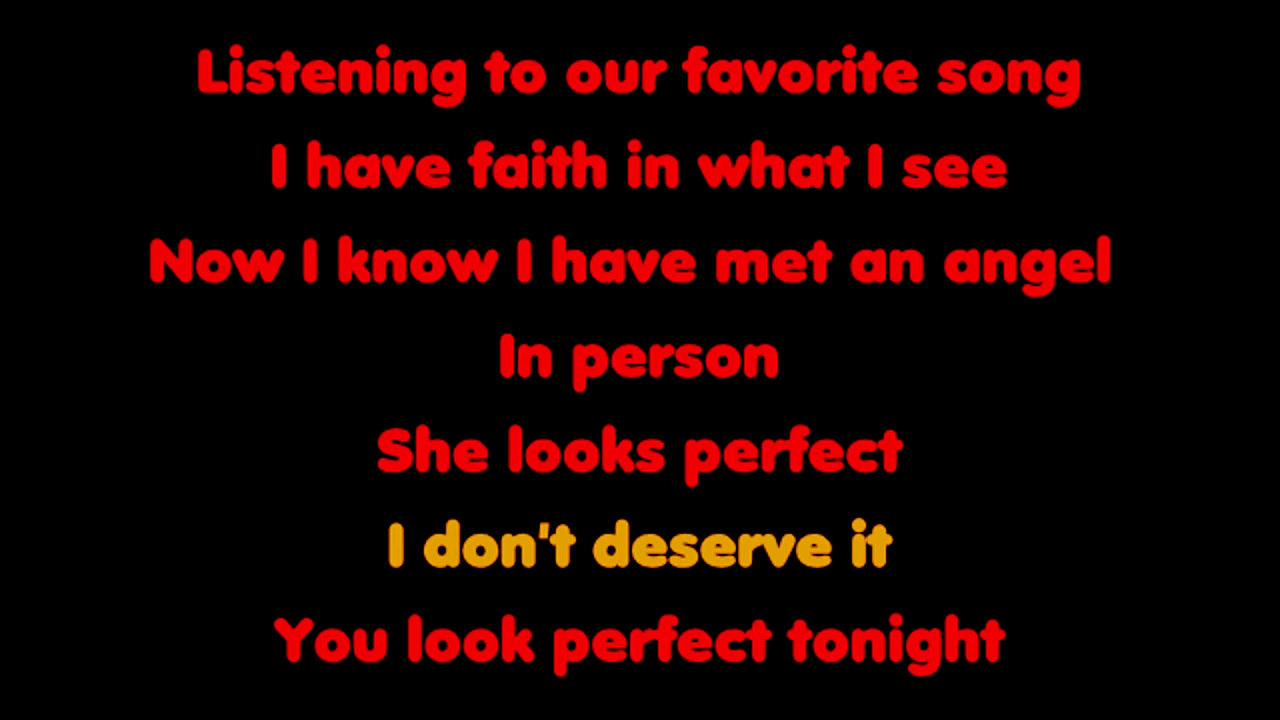 Listening to our favorite song
I have faith in what I see
Now I know I have met an angel
In person
She looks perfect
I don't deserve it
You look perfect tonight